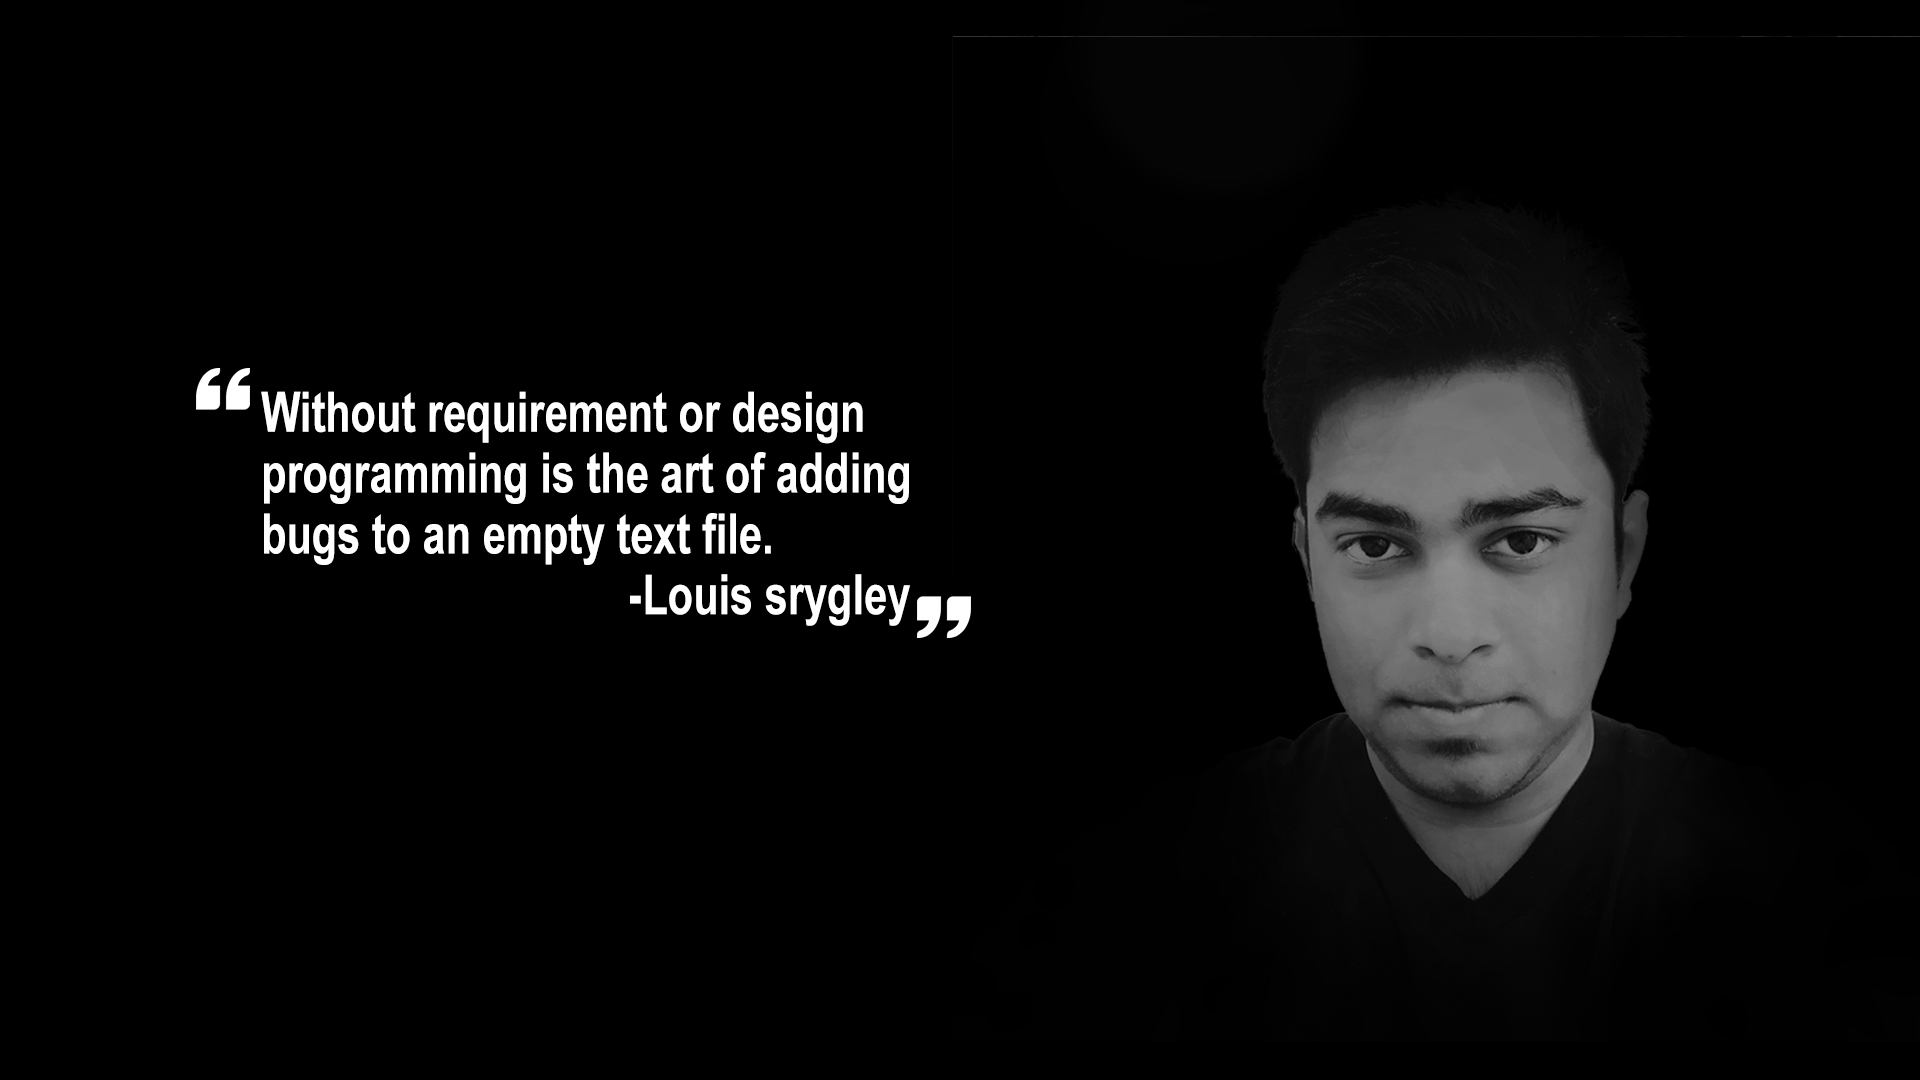 “Without requirement or design
programming is the art of adding
bugs to an empty text file.
-Louis srygley”